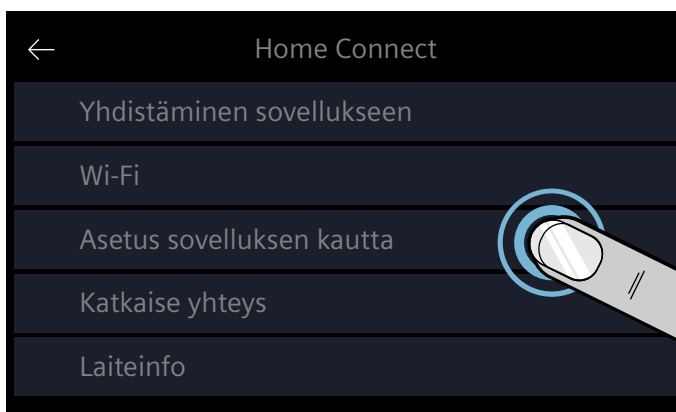 Home Connect
Yhdistäminen sovellukseen
Wi-Fi
Asetus sovelluksen kautta
Katkaise yhteys
Laiteinfo